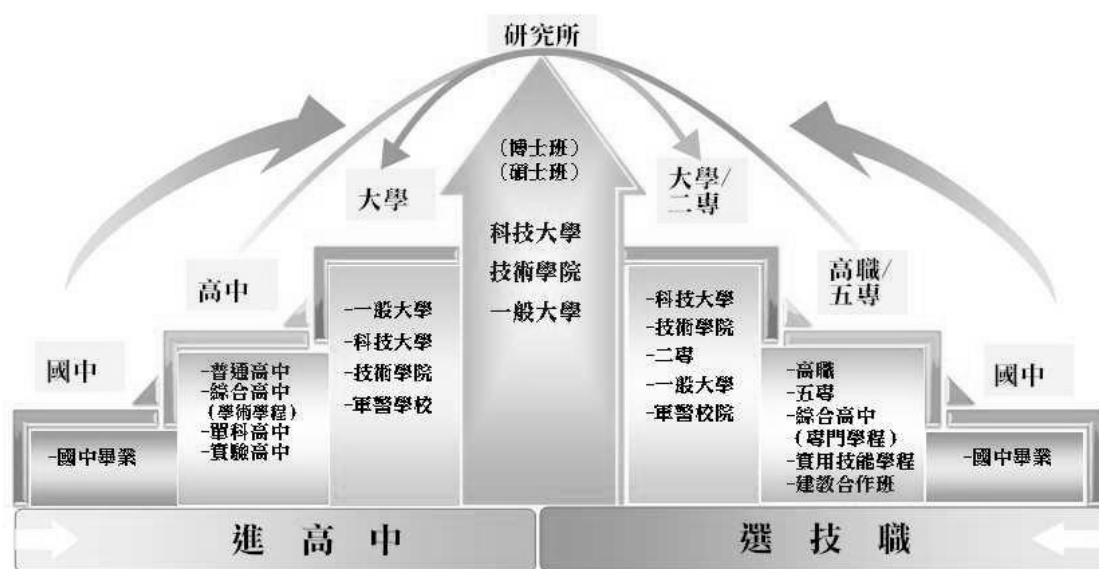 研究所
(博士班)
(碩士班)
科技大學
技術學院
一般大學
大學
-一般大學
-科技大學
-技術學院
-軍警學校
高中
-普通高中
-綜合高中
(學術學程)
-單科高中
-實驗高中
國中
-國中畢業
大學/
二專
-科技大學
-技術學院
-二專
-一般大學
-軍警校院
高職/
五專
-高職
-五專
-綜合高中
(專門學程)
-實用技能學程
-建教合作班
國中
-國中畢業
進高中
選技職